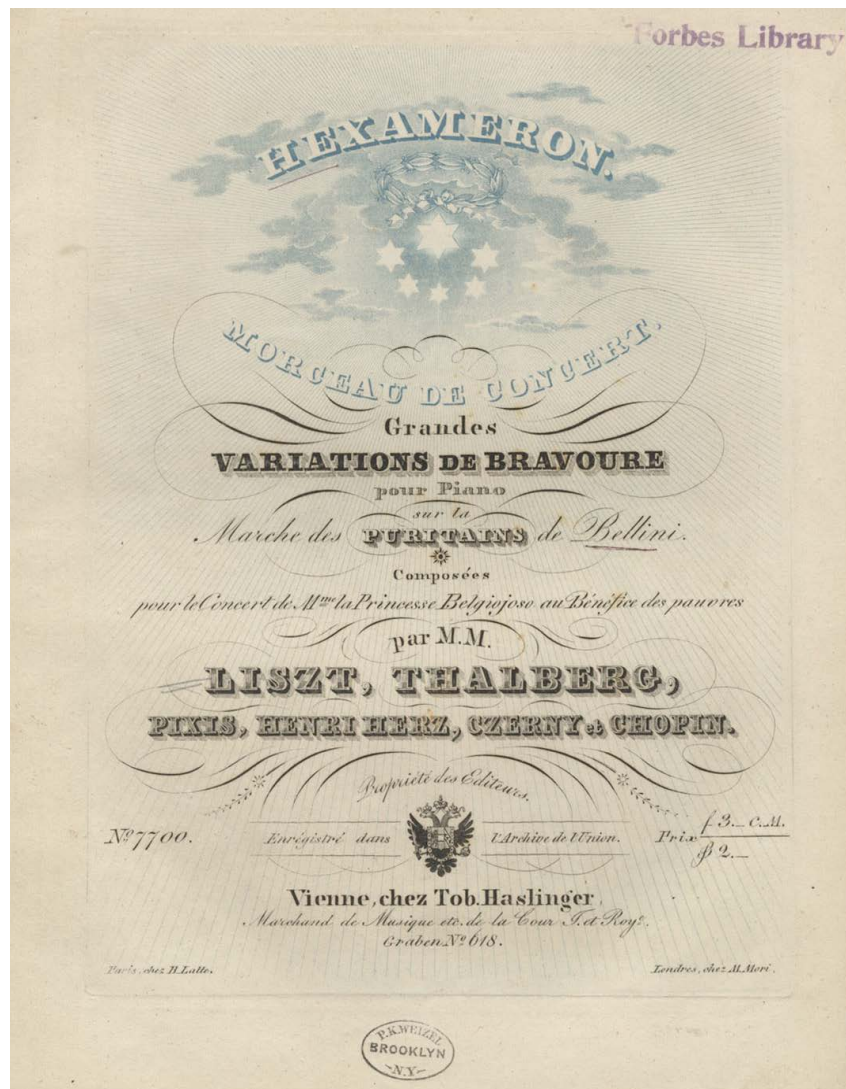 Forbes Library
HEXAMERON.
MORCEAU DE CONCERT.
Grandes
VARIATIONS DE BRAVOURE
pour Piano
sur la
Marche des PURITAINS de Bellini.
Composées
pour le Concert de Mme la Princesse Belgiojoso au Bénéfice des pauvres
par M.M.
LISZT, THALBERG,
PIXIS, HENRI HERZ, CZERNY et CHOPIN.
Propriété des Editeurs.
No 7700.
Enrégistré dans l'Archive de l'Union.
Prix f 3._ C.M.
2._
Vienne, chez Tob. Haslinger,
Marchand de Musique etc. de la Cour I. et Royle.
Graben No 618.
Paris, chez B. Latte.
Londres, chez M. Mori.
P.K. WEIZEL
BROOKLYN
N.Y.